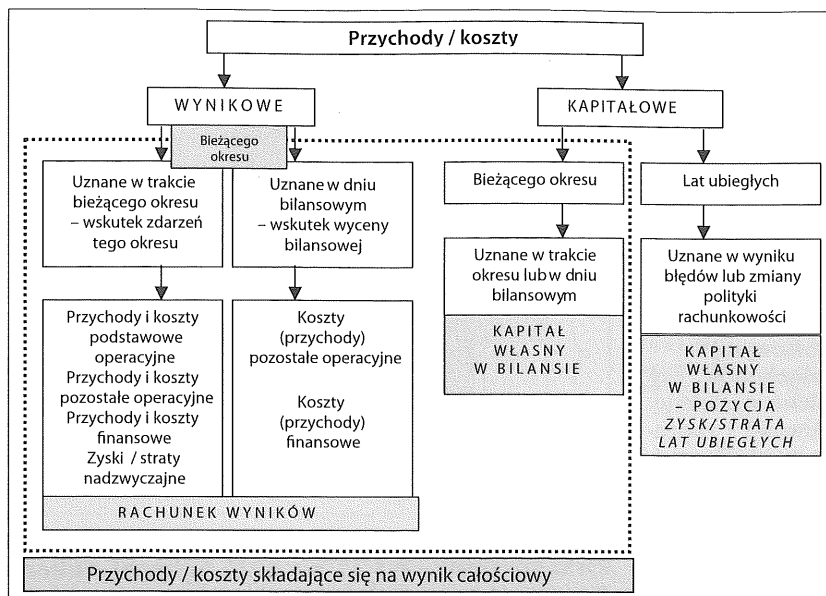 Przychody / koszty
WYNIKOWE
KAPITAŁOWE
Bieżącego
okresu
Uznane w trakcie
bieżącego okresu
– wskutek zdarzeń
tego okresu
Uznane w dniu
bilansowym
– wskutek wyceny
bilansowej
Bieżącego okresu
Lat ubiegłych
Uznane w trakcie
okresu lub w dniu
bilansowym
KAPITAŁ
WŁASNY
W BILANSIE
Uznane w wyniku
błędów lub zmiany
polityki
rachunkowości
KAPITAŁ
WŁASNY
W BILANSIE
– POZYCJA
ZYSK/STRATA
LAT UBIEGŁYCH
Przychody i koszty
podstawowe
operacyjne
Przychody i koszty
pozostałe operacyjne
Przychody i koszty
finansowe
Zyski / straty
nadzwyczajne
Koszty
(przychody)
pozostałe operacyjne
Koszty
(przychody)
finansowe
RACHUNEK WYNIKÓW
Przychody / koszty składające się na wynik całościowy